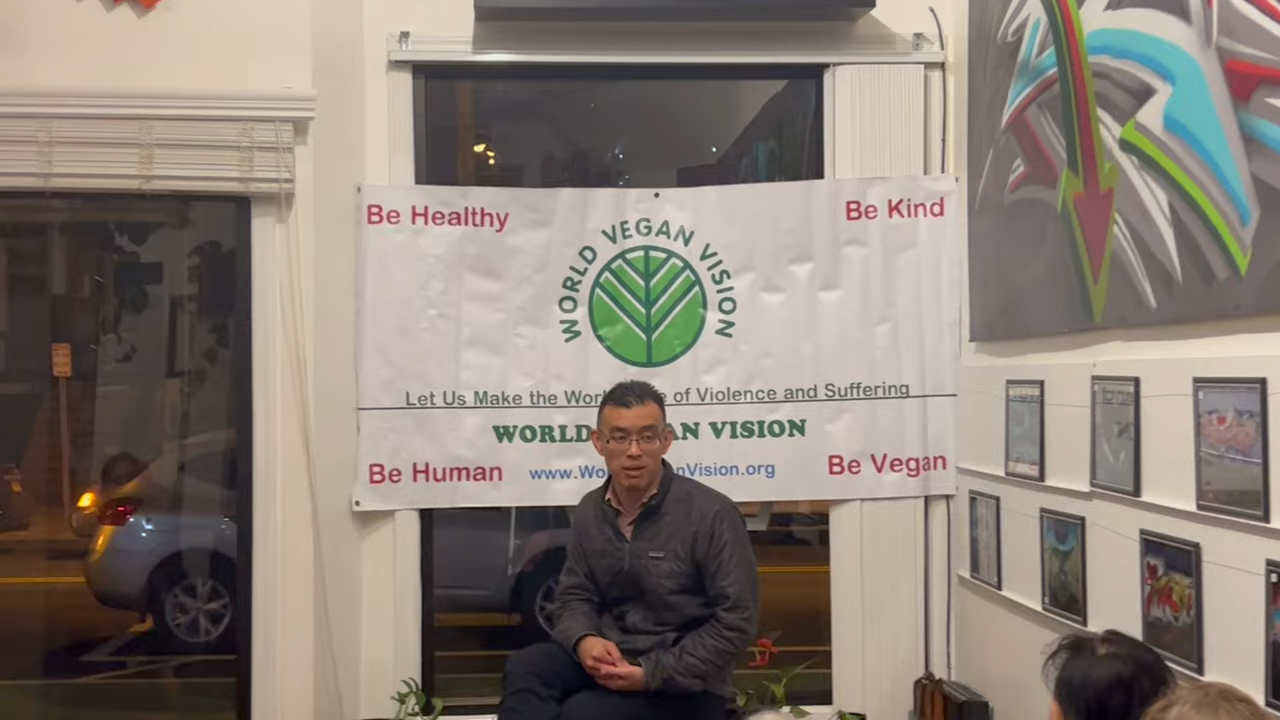 Be Healthy
Be Kind
WORLD VEGAN VISION
Let Us Make the Wor e of Violence and Suffering
WORLD AN VISION
Be Human
www.Wo anVision.org
Be Vegan